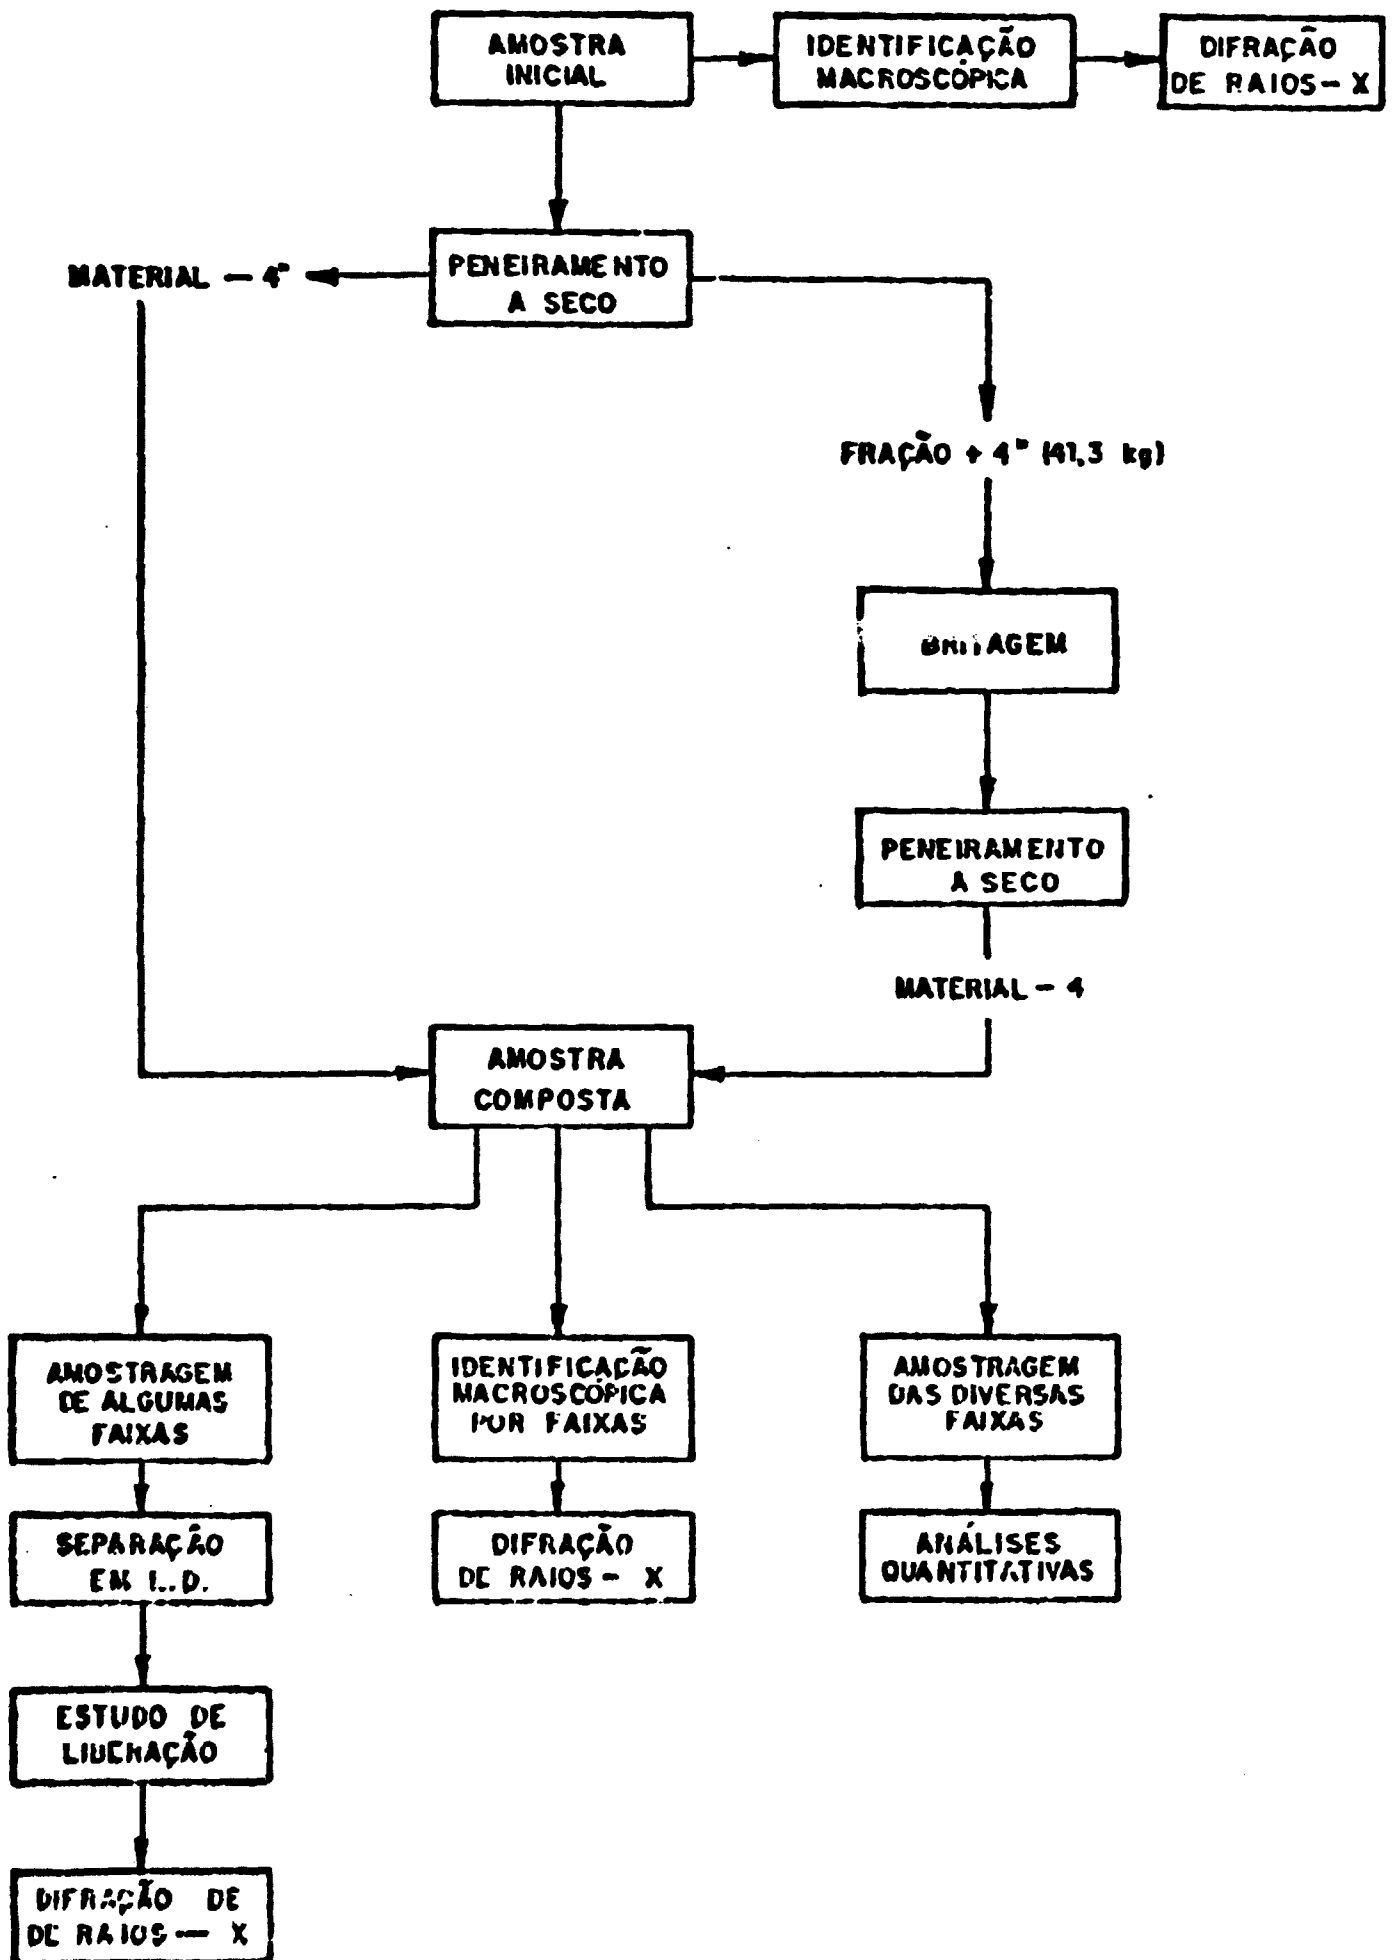 AMOSTRA
INICIAL
IDENTIFICAÇÃO
MACROSCÓPICA
DIFRAÇÃO
DE RAIOS - X
MATERIAL - 4"
PENEIRAMENTO
A SECO
FRAÇÃO + 4" (41,3 kg)
BRITAGEM
PENEIRAMENTO
A SECO
MATERIAL - 4
AMOSTRA
COMPOSTA
AMOSTRAGEM
DE ALGUMAS
FAIXAS
IDENTIFICAÇÃO
MACROSCÓPICA
POR FAIXAS
AMOSTRAGEM
DAS DIVERSAS
FAIXAS
SEPARAÇÃO
EM L.D.
DIFRAÇÃO
DE RAIOS - X
ANÁLISES
QUANTITATIVAS
ESTUDO DE
LIBERAÇÃO
DIFRAÇÃO DE
DE RAIOS - X